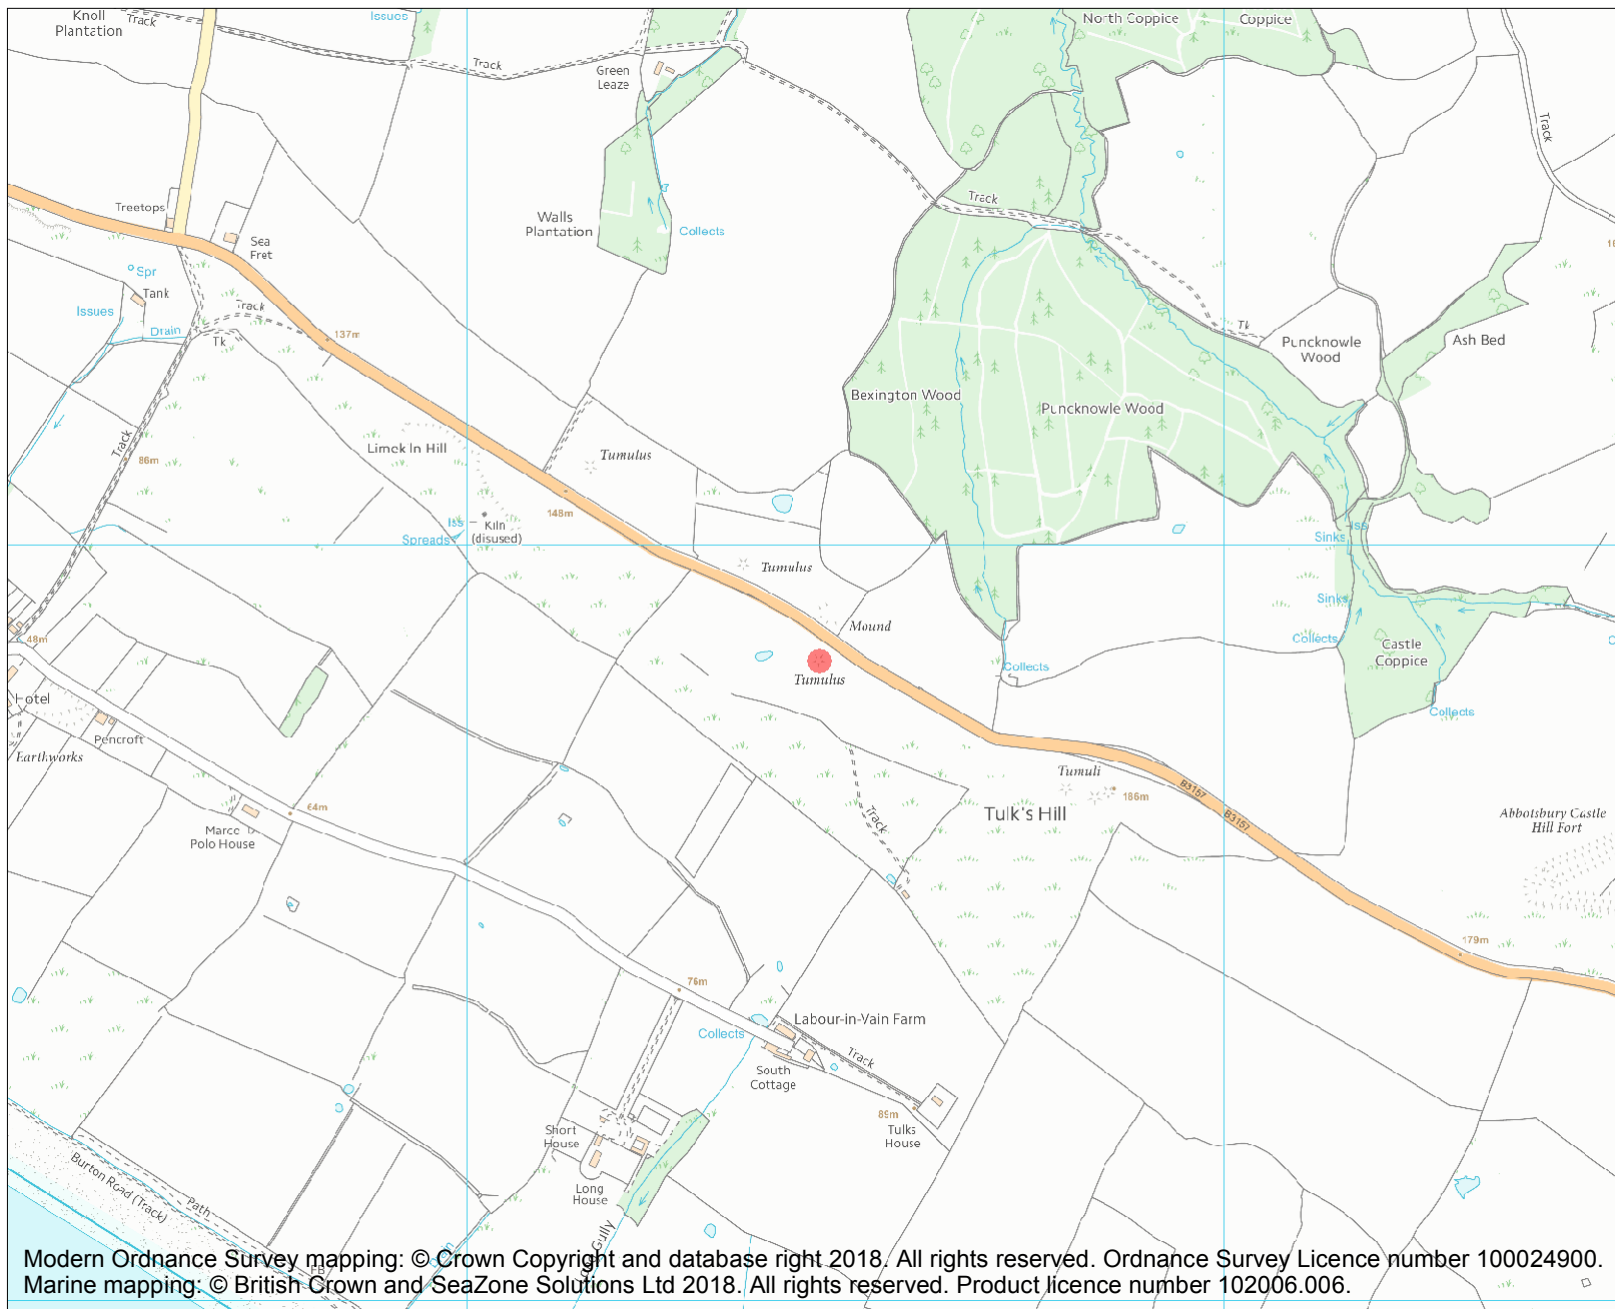 Knoll
Plantation
Track
Issues
Track
Green
Leaze
North Coppice
Coppice
Track
Treetops
Sea
Fret
Walls
Plantation
Collects
Track
Spr
Tank
Issues
Drain
Track
Tk
137m
Tk
Puncknowle
Wood
Ash Bed
Bexington Wood
Puncknowle Wood
Track
86m
Tumulus
148m
Iss
Kiln
(disused)
Spreads
Iss
Sinks
Tumulus
Sinks
Mound
Collects
48m
Collects
Castle
Coppice
Tumulus
Hotel
Collects
Pencroft
Earthworks
Tumuli
186m
B3157
B3157
Tulk's Hill
Abbotsbury Castle
Hill Fort
64m
Track
Polo House
179m
76m
Labour-in-Vain Farm
Collects
Track
South
Cottage
89m
Tulks
House
Short
House
Long
House
Burton Road (Track)
Path
Gully
FB
Modern Ordnance Survey mapping: © Crown Copyright and database right 2018. All rights reserved. Ordnance Survey Licence number 100024900.
Marine mapping: © British Crown and SeaZone Solutions Ltd 2018. All rights reserved. Product licence number 102006.006.